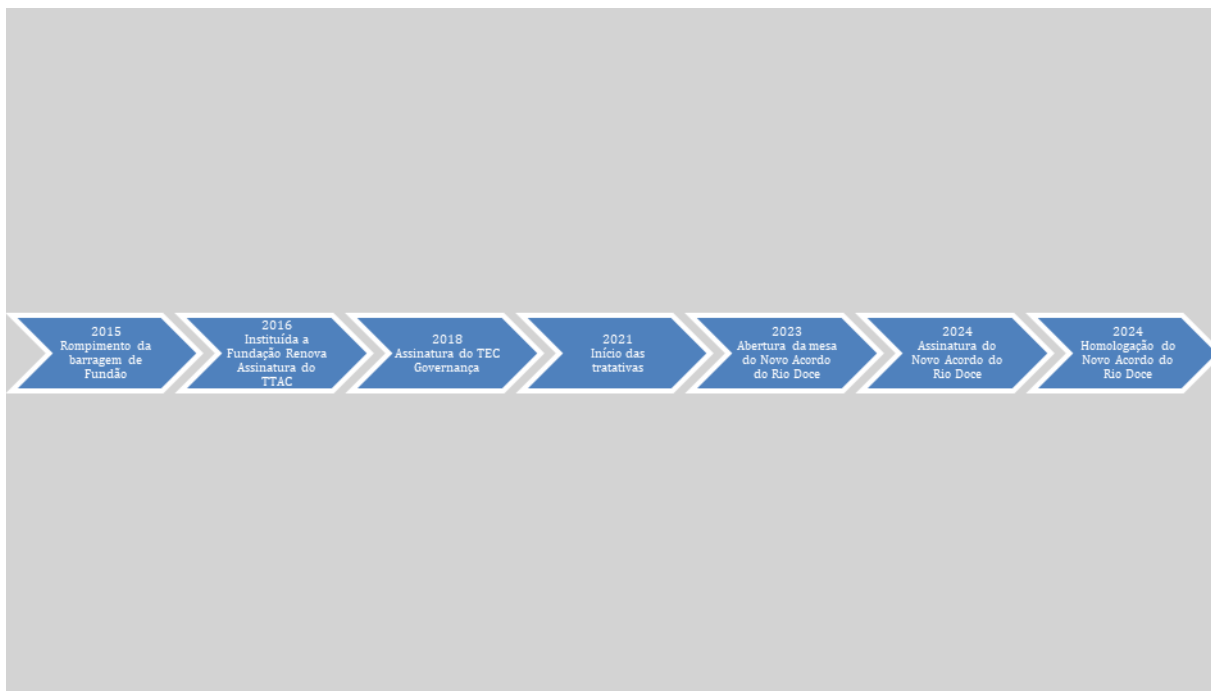 2015
Rompimento da
barragem de
Fundão
2016
Instituída a
Fundação Renova
Assinatura do
TTAC
2018
Assinatura do TEC
Governança
2021
Início das
tratativas
2023
Abertura da mesa
do Novo Acordo
do Rio Doce
2024
Assinatura do
Novo Acordo do
Rio Doce
2024
Homologação do
Novo Acordo do
Rio Doce